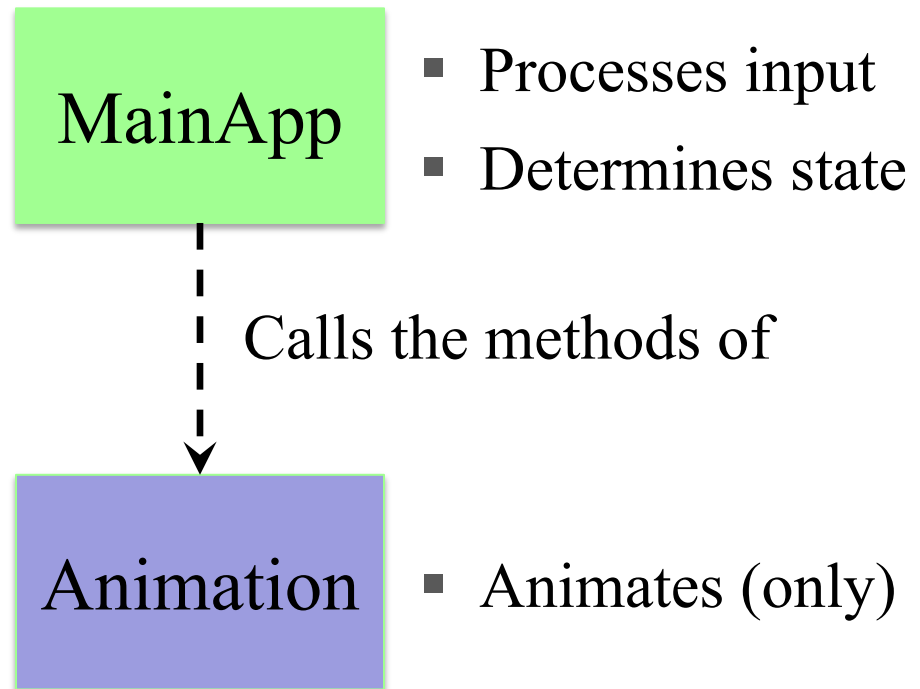 MainApp
▪ Processes input
▪ Determines state
Calls the methods of
Animation
▪ Animates (only)